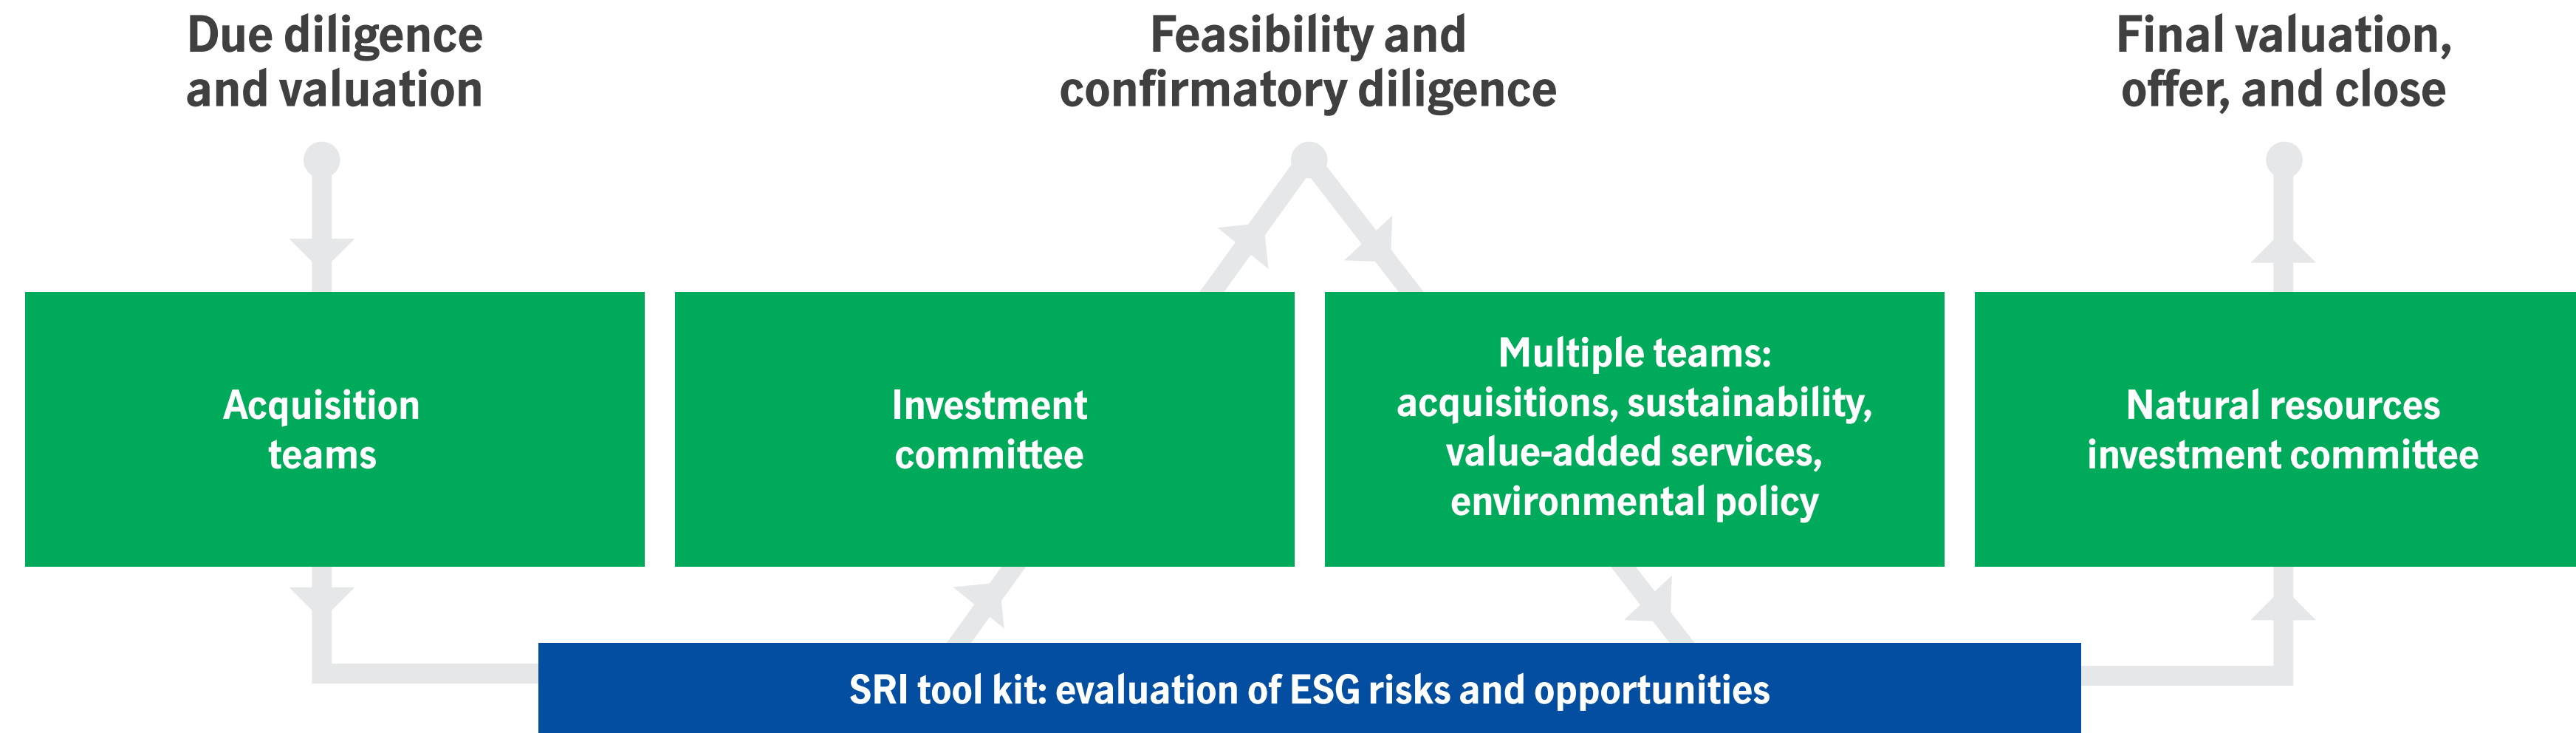 Due diligence
and valuation
Feasibility and
confirmatory diligence
Final valuation,
offer, and close
Acquisition
teams
Investment
committee
Multiple teams:
acquisitions, sustainability,
value-added services,
environmental policy
Natural resources
investment committee
SRI tool kit: evaluation of ESG risks and opportunities